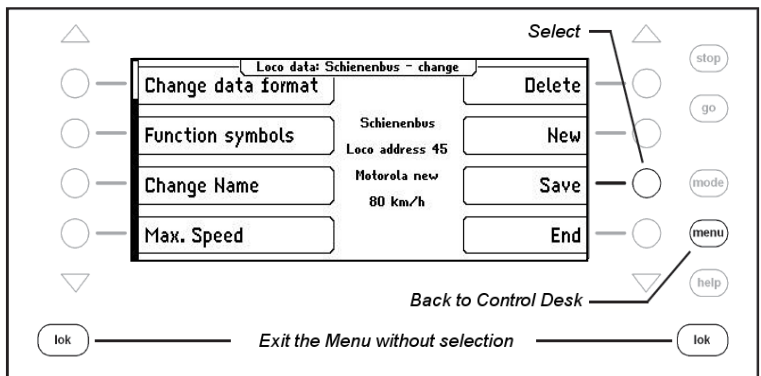 Select
stop
Loco data: Schienenbus - change
Change data format
Delete
go
Schienenbus
Function symbols
New
Loco address 45
Motorola new
Change Name
Save
mode
80 km/h
Max. Speed
End
menu
help
Back to Control Desk
lok
Exit the Menu without selection
lok